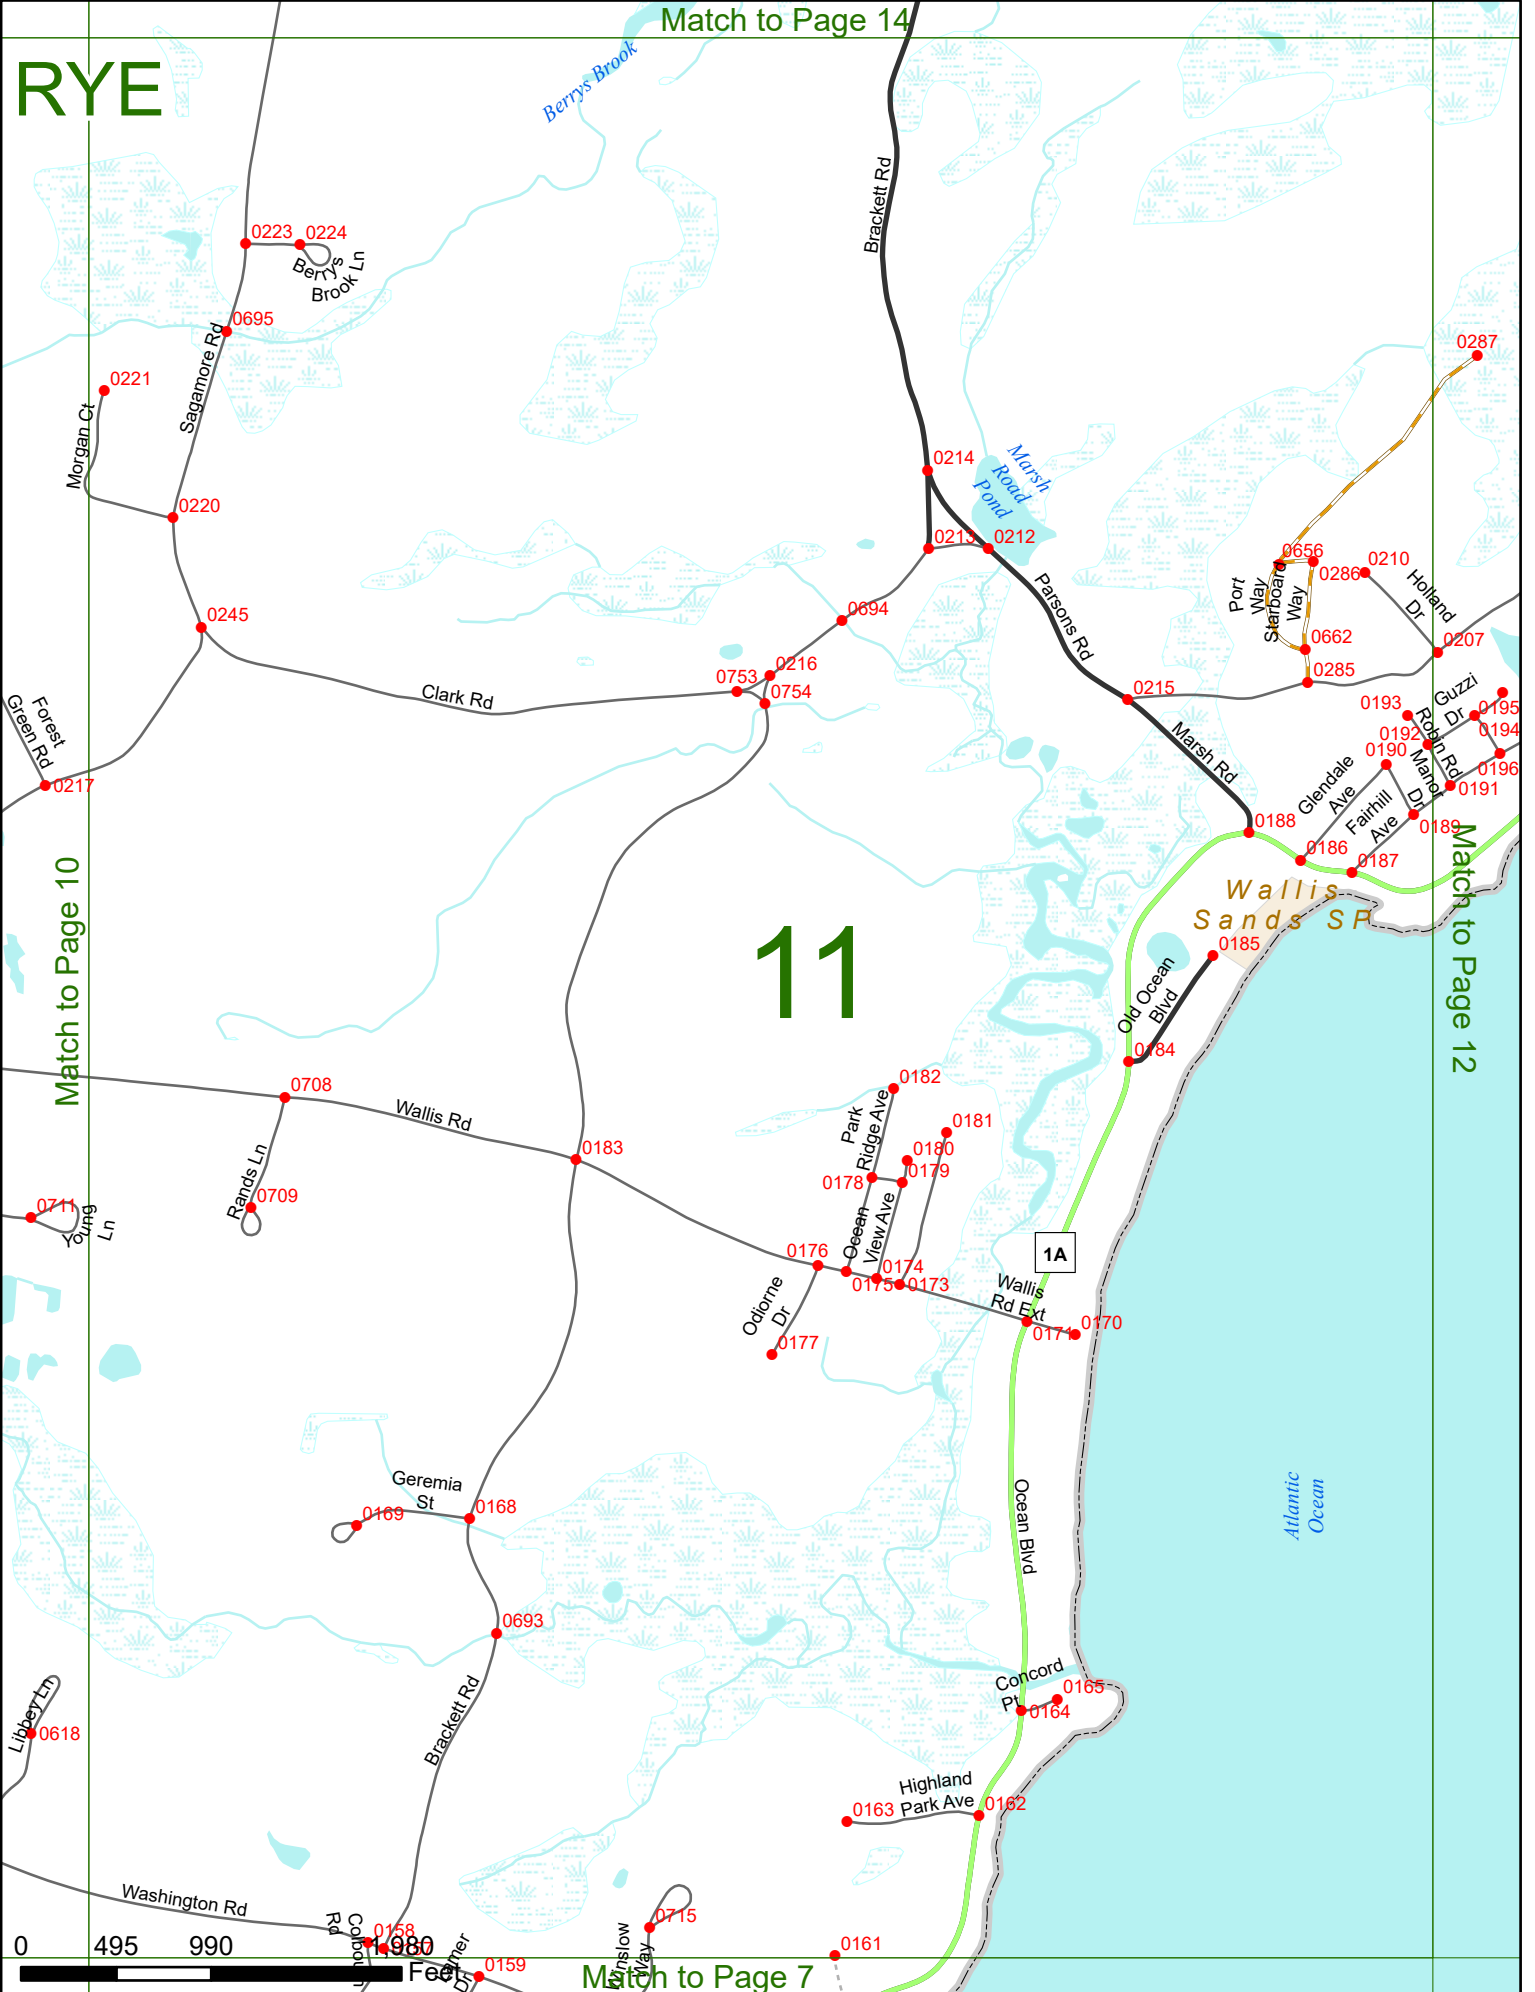 Match to Page 14
RYE
Berrys Brook
Brackett Rd
0223
0224
Berrys
Brook Ln
0695
Sagamore Rd
0221
Morgan Ct
0220
0287
0214
Marsh
Road
Pond
0213
0212
0656
0286
0210
Port
Way
Starboard
Way
Holland
Dr
Parsons Rd
0694
0245
0662
0207
0216
0753
0754
0285
Clark Rd
0215
Forest
Green Rd
0217
Marsh Rd
0193
Guzzi
Dr
0195
0194
0192
Robin Rd
0190
0196
Manor
Dr
0191
Glendale
Ave
Fairhill
Ave
0189
0188
0186
0187
Match to Page 10
Match to Page 12
Wallis
Sands SP
11
0185
Old Ocean
Blvd
0184
0708
Wallis Rd
0182
Park
Ridge Ave
0181
0180
0179
0178
0183
Rands Ln
0709
0711
Young
Ln
Ocean
View Ave
0176
0174
0175
0173
1A
Wallis
Rd Ext
0171
0170
Odiorne
Dr
0177
Geremia
St
0169
0168
Ocean Blvd
Atlantic
Ocean
0693
Brackett Rd
Concord
Pt
0165
0164
Libbey Ln
0618
Highland
Park Ave
0163
0162
Washington Rd
Colbourn
Rd
0158
0157
0715
Winslow
Way
0161
0159
Dr
0
495
990
1,980
Feet
Match to Page 7